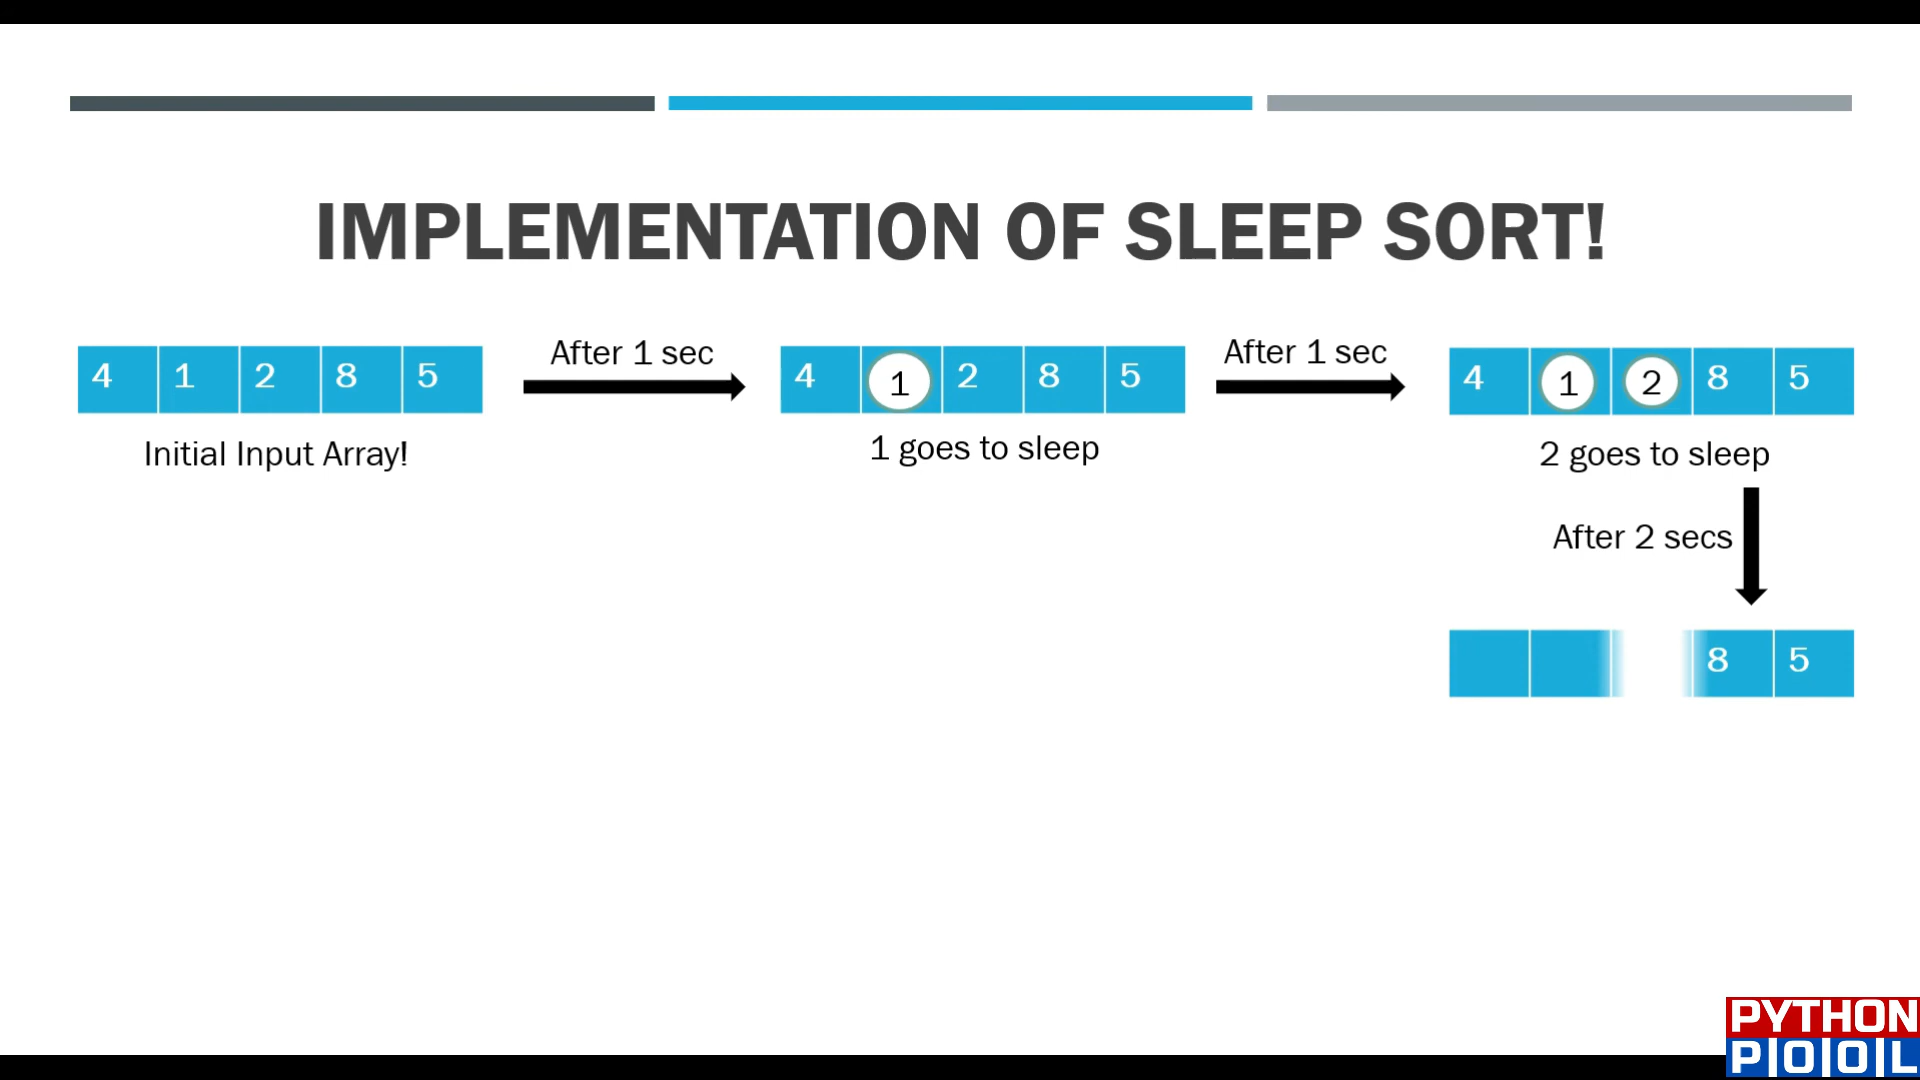 IMPLEMENTATION OF SLEEP SORT!
4 1 2 8 5
After 1 sec
4 1 2 8 5
After 1 sec
4 1 2 8 5
Initial Input Array!
1 goes to sleep
2 goes to sleep
After 2 secs
8 5
PYTHON
POOL